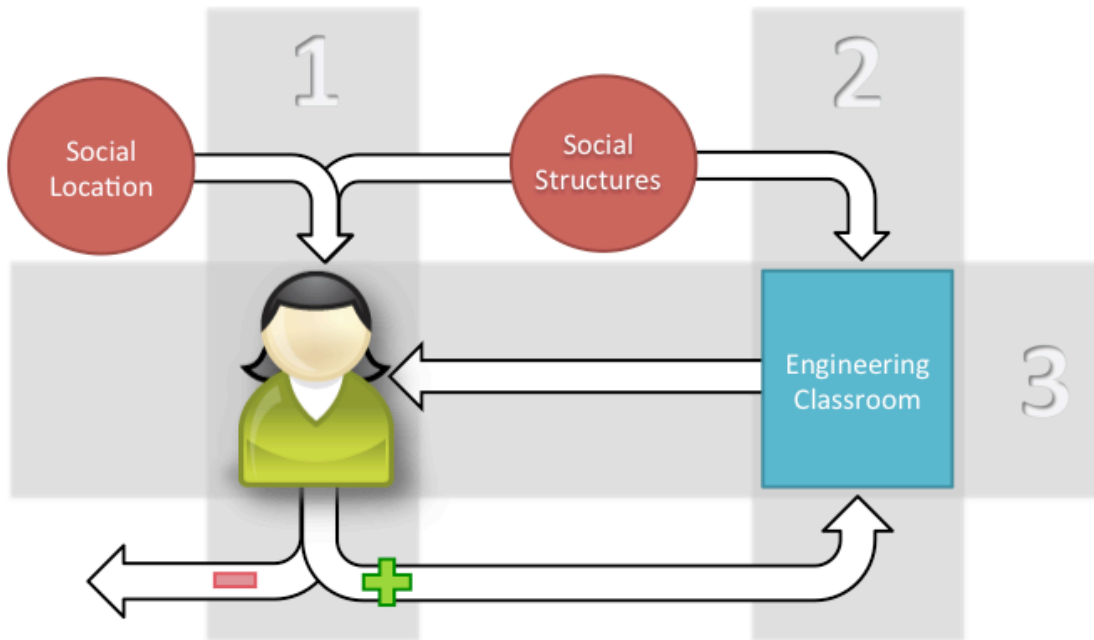 1
2
Social
Location
Social
Structures
Engineering
Classroom
3